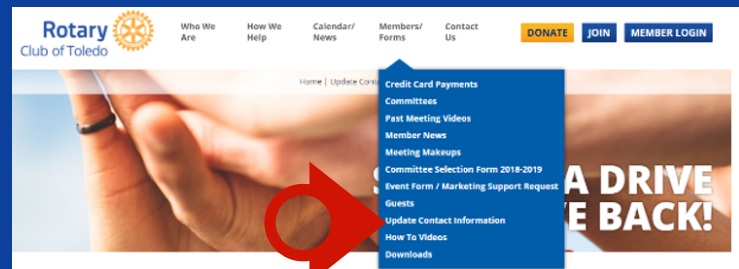 Rotary
Club of Toledo
Who We
Are
How We
Help
Calendar/
News
Members/
Forms
Contact
Us
DONATE
JOIN
MEMBER LOGIN
Home | Update
Credit Card Payments
Committees
Past Meeting Videos
Member News
Meeting Makeups
Committee Selection Form 2018-2019
Event Form / Marketing Support Request
Guests
Update Contact Information
How To Videos
Downloads
A DRIVE
BACK!